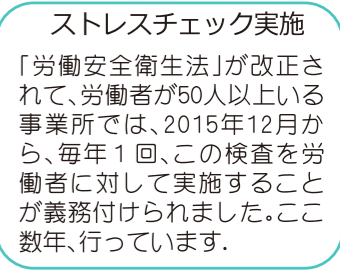 ストレスチェック実施
「労働安全衛生法」が改正さ
れて、労働者が50人以上いる
事業所では、2015年12月か
ら、毎年１回、この検査を労
働者に対して実施すること
が義務付けられました。ここ
数年、行っています.